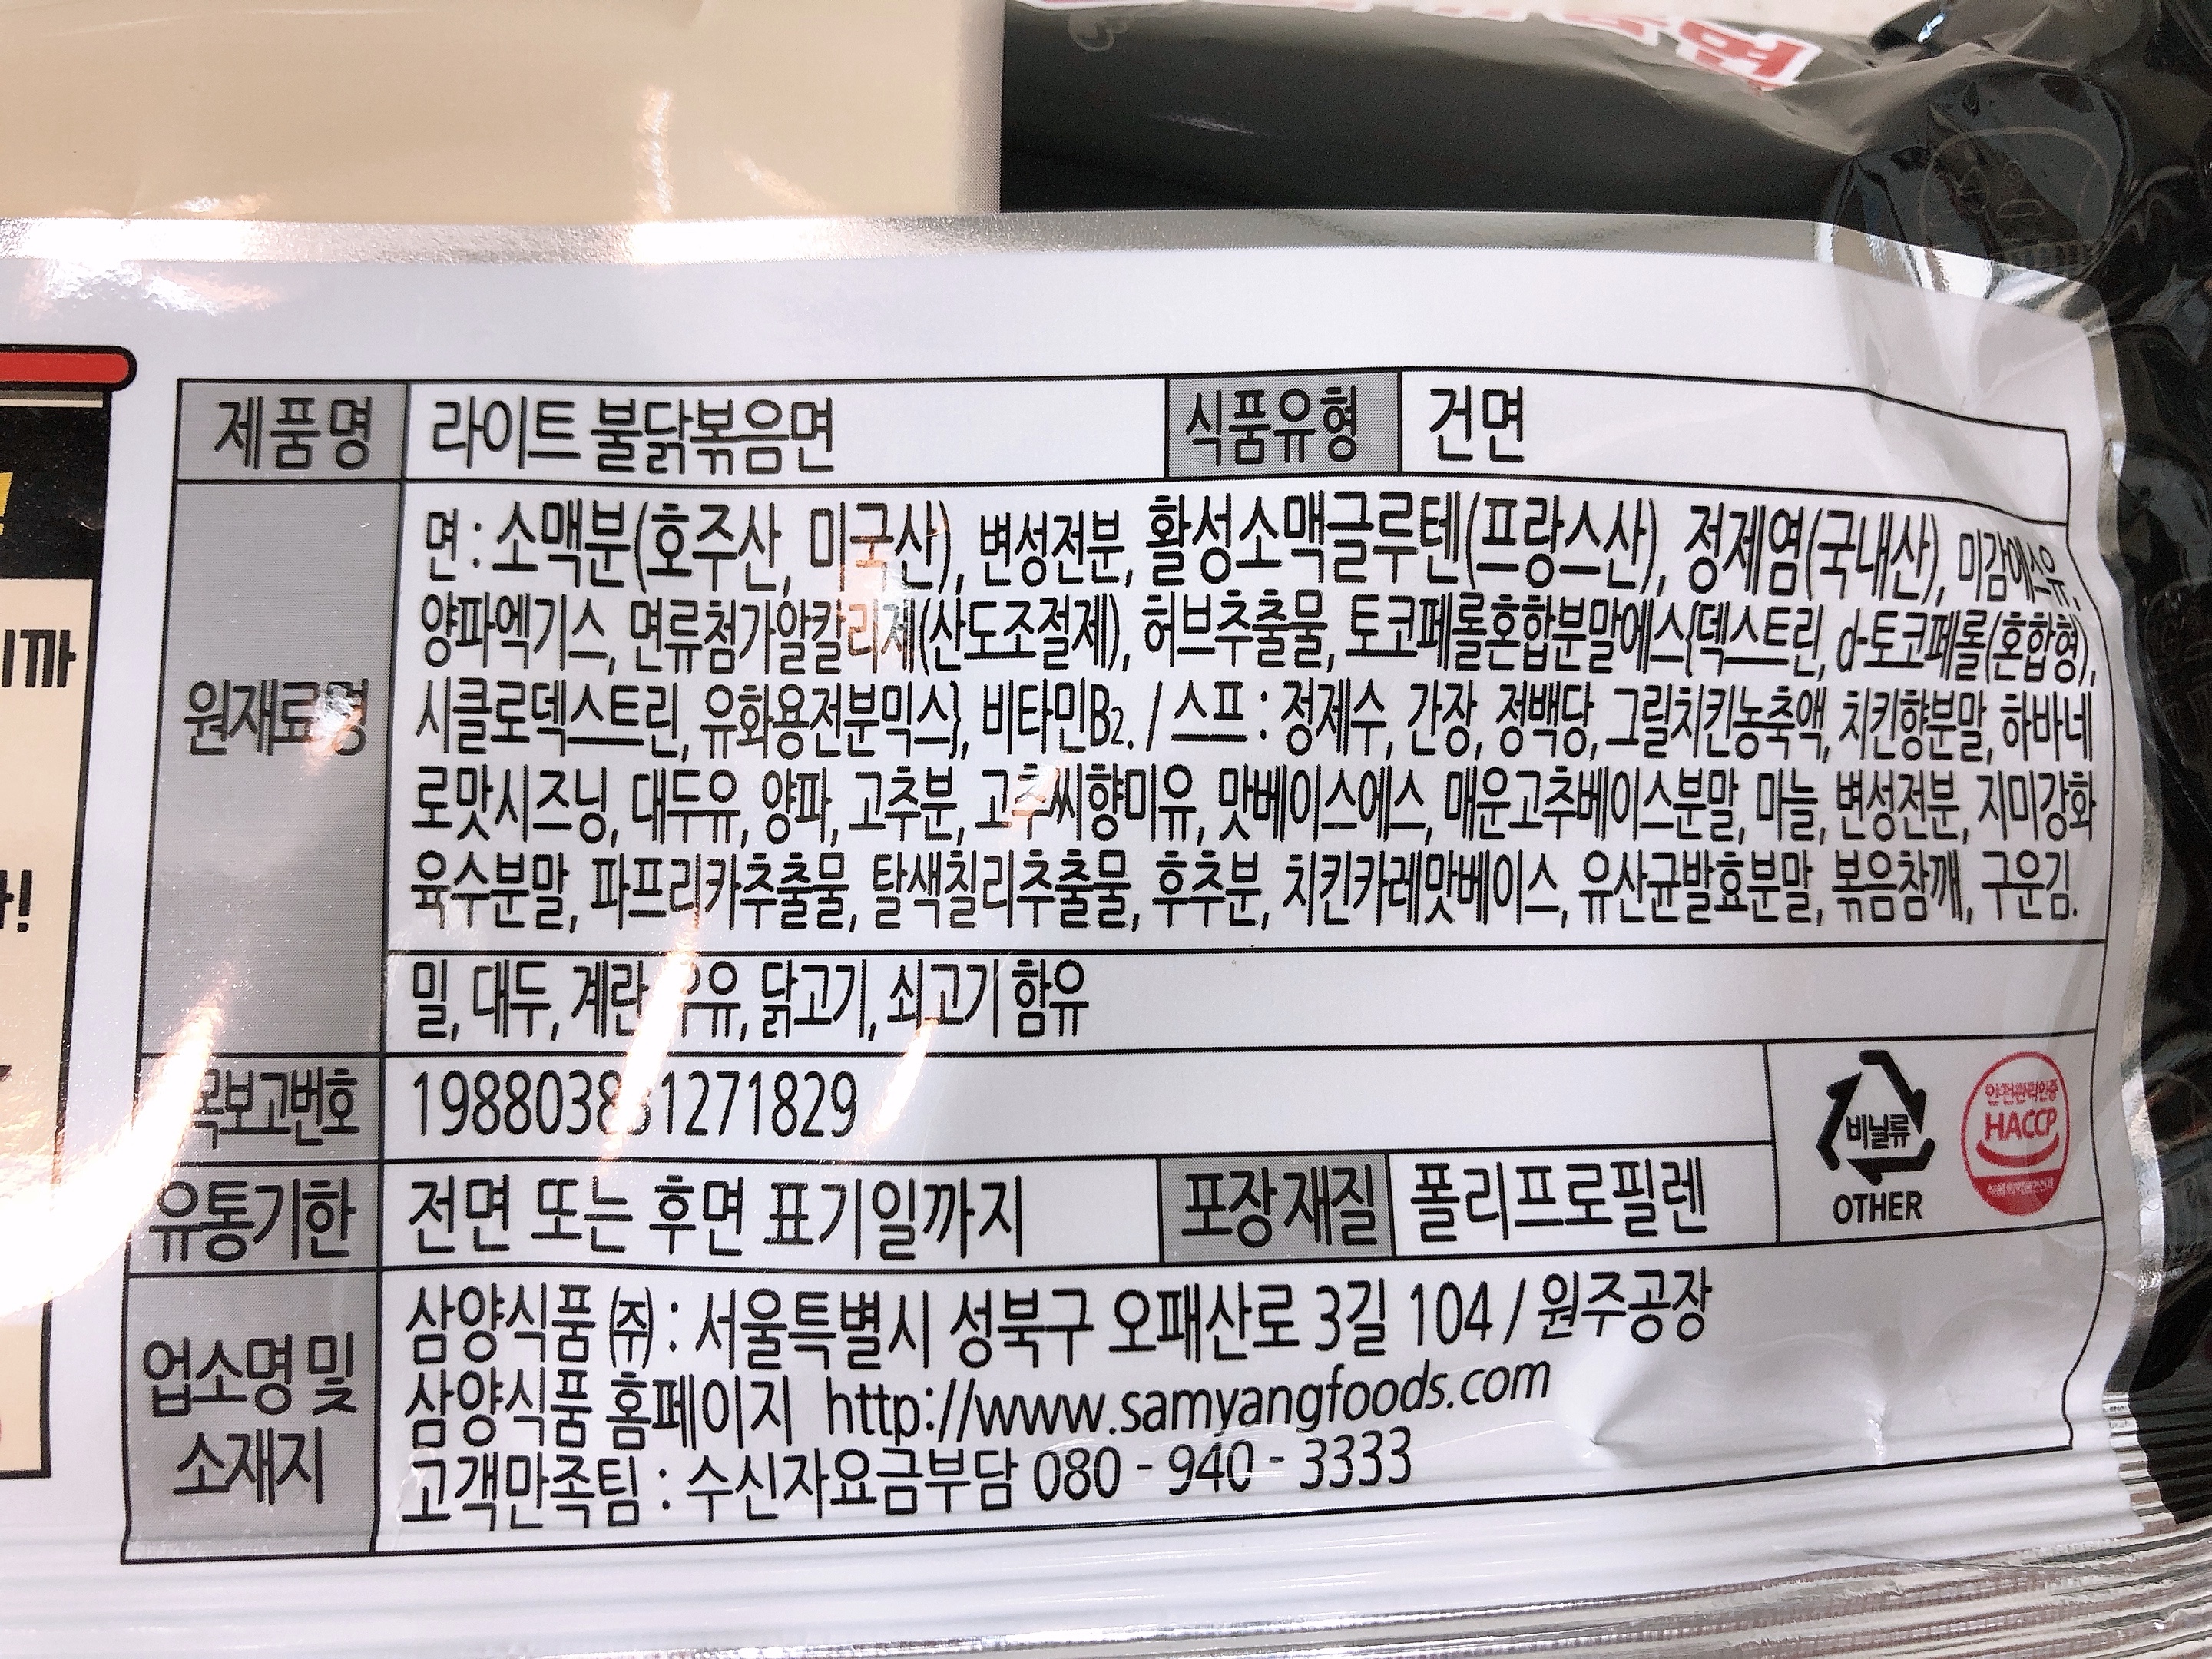 제품명 라이트 불닭볶음면 식품유형 건면
원재료명
면 : 소맥분(호주산, 미국산), 변성전분, 활성소맥글루텐(프랑스산), 정제염(국내산), 미감에스유,
양파엑기스, 면류첨가알칼리제(산도조절제), 허브추출물, 토코페롤혼합분말에스{덱스트린, d-토코페롤(혼합형),
시클로덱스트린, 유화용전분믹스}, 비타민B2. / 스프 : 정제수, 간장, 정백당, 그릴치킨농축액, 치킨향분말, 하바네
로맛시즈닝, 대두유, 양파, 고추분, 고추씨향미유, 맛베이스에스, 매운고추베이스분말, 마늘, 변성전분, 지미강화
육수분말, 파프리카추출물, 탈색칠리추출물, 후추분, 치킨카레맛베이스, 유산균발효분말, 볶음참깨, 구운김.
밀, 대두, 계란 우유, 닭고기, 쇠고기 함유
목보고번호
유통기한 전면 또는 후면 표기일까지 포장재질 폴리프로필렌
비닐류
OTHER
안전관리인증
HACCP
업소명 및
소재지
삼양식품 ㈜ : 서울특별시 성북구 오패산로 3길 104 / 원주공장
삼양식품 홈페이지 http://www.samyangfoods.com
고객만족팀 : 수신자요금부담 080 - 940 - 3333